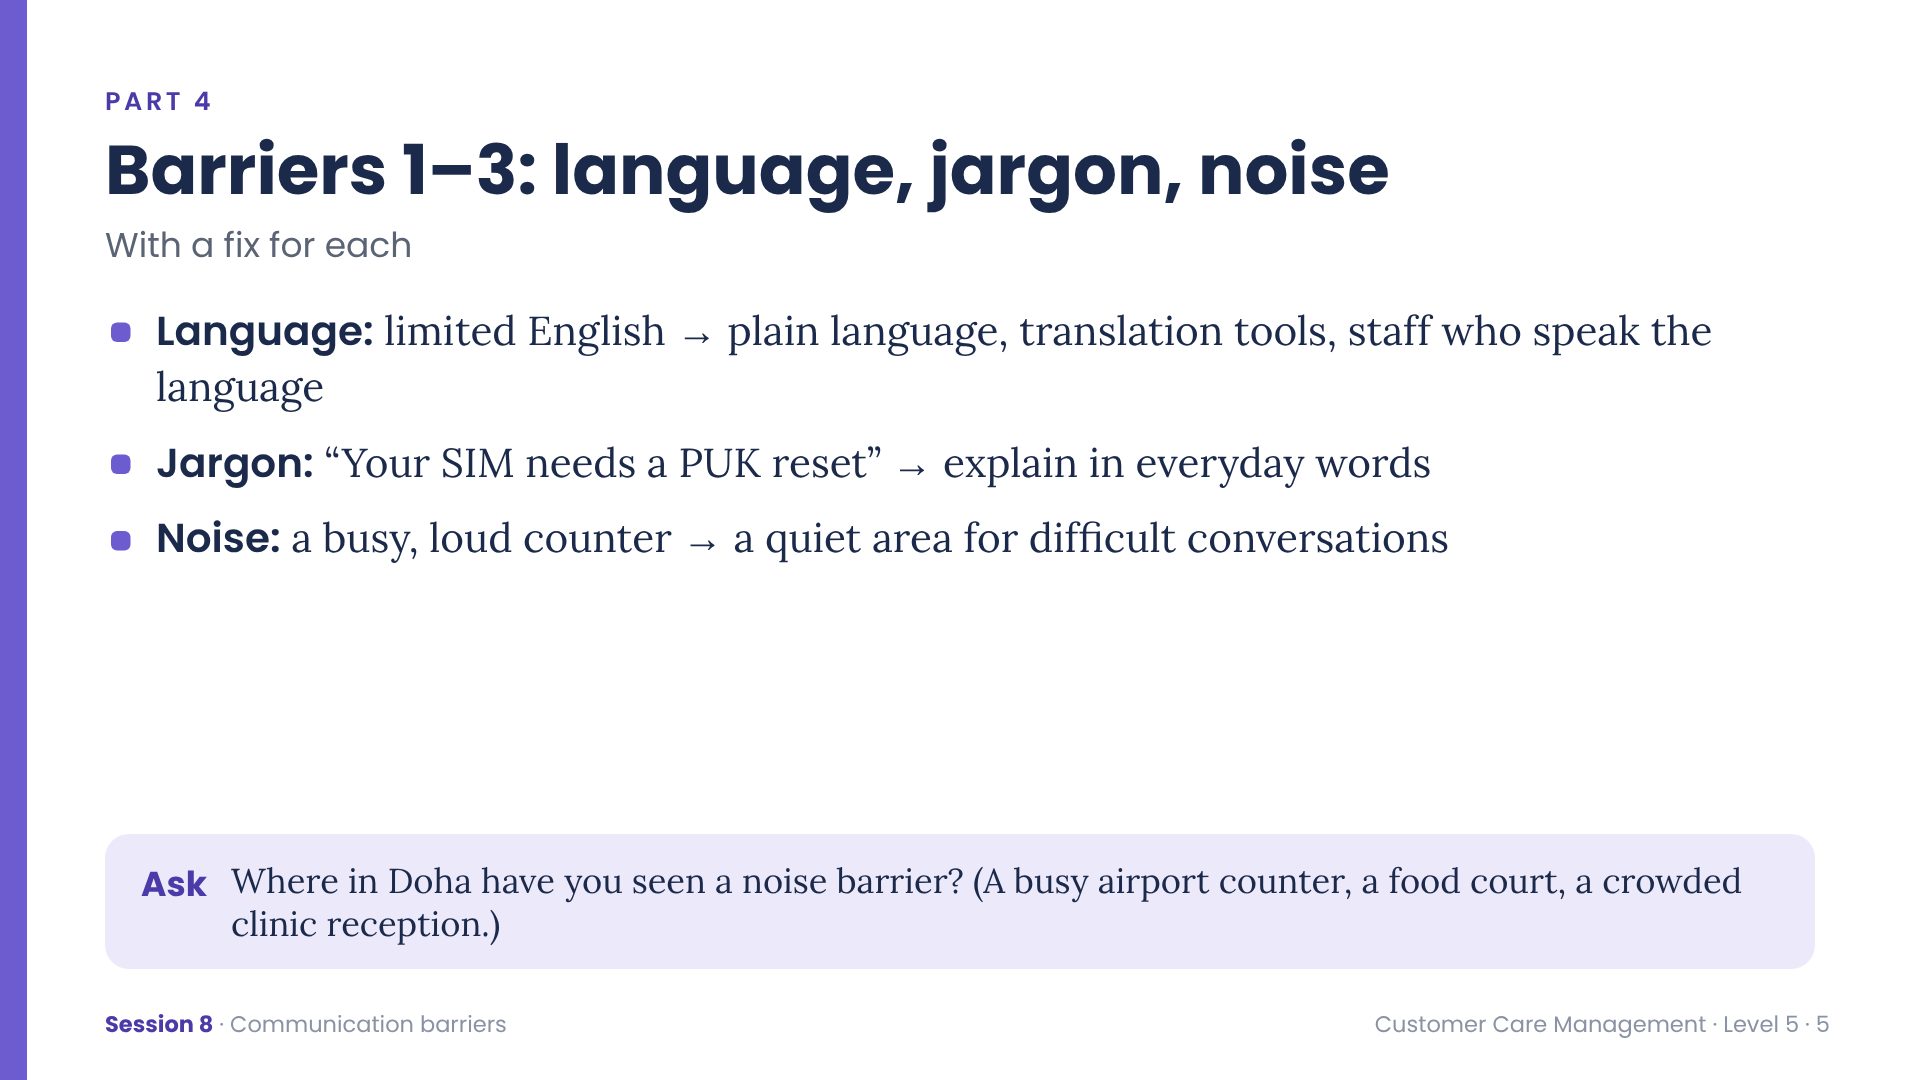 PART 4
Barriers 1–3: language, jargon, noise
With a fix for each
Language: limited English → plain language, translation tools, staff who speak the
language
Jargon: “Your SIM needs a PUK reset” → explain in everyday words
Noise: a busy, loud counter → a quiet area for difficult conversations
Ask Where in Doha have you seen a noise barrier? (A busy airport counter, a food court, a crowded
clinic reception.)
Session 8 · Communication barriers
Customer Care Management · Level 5 · 5